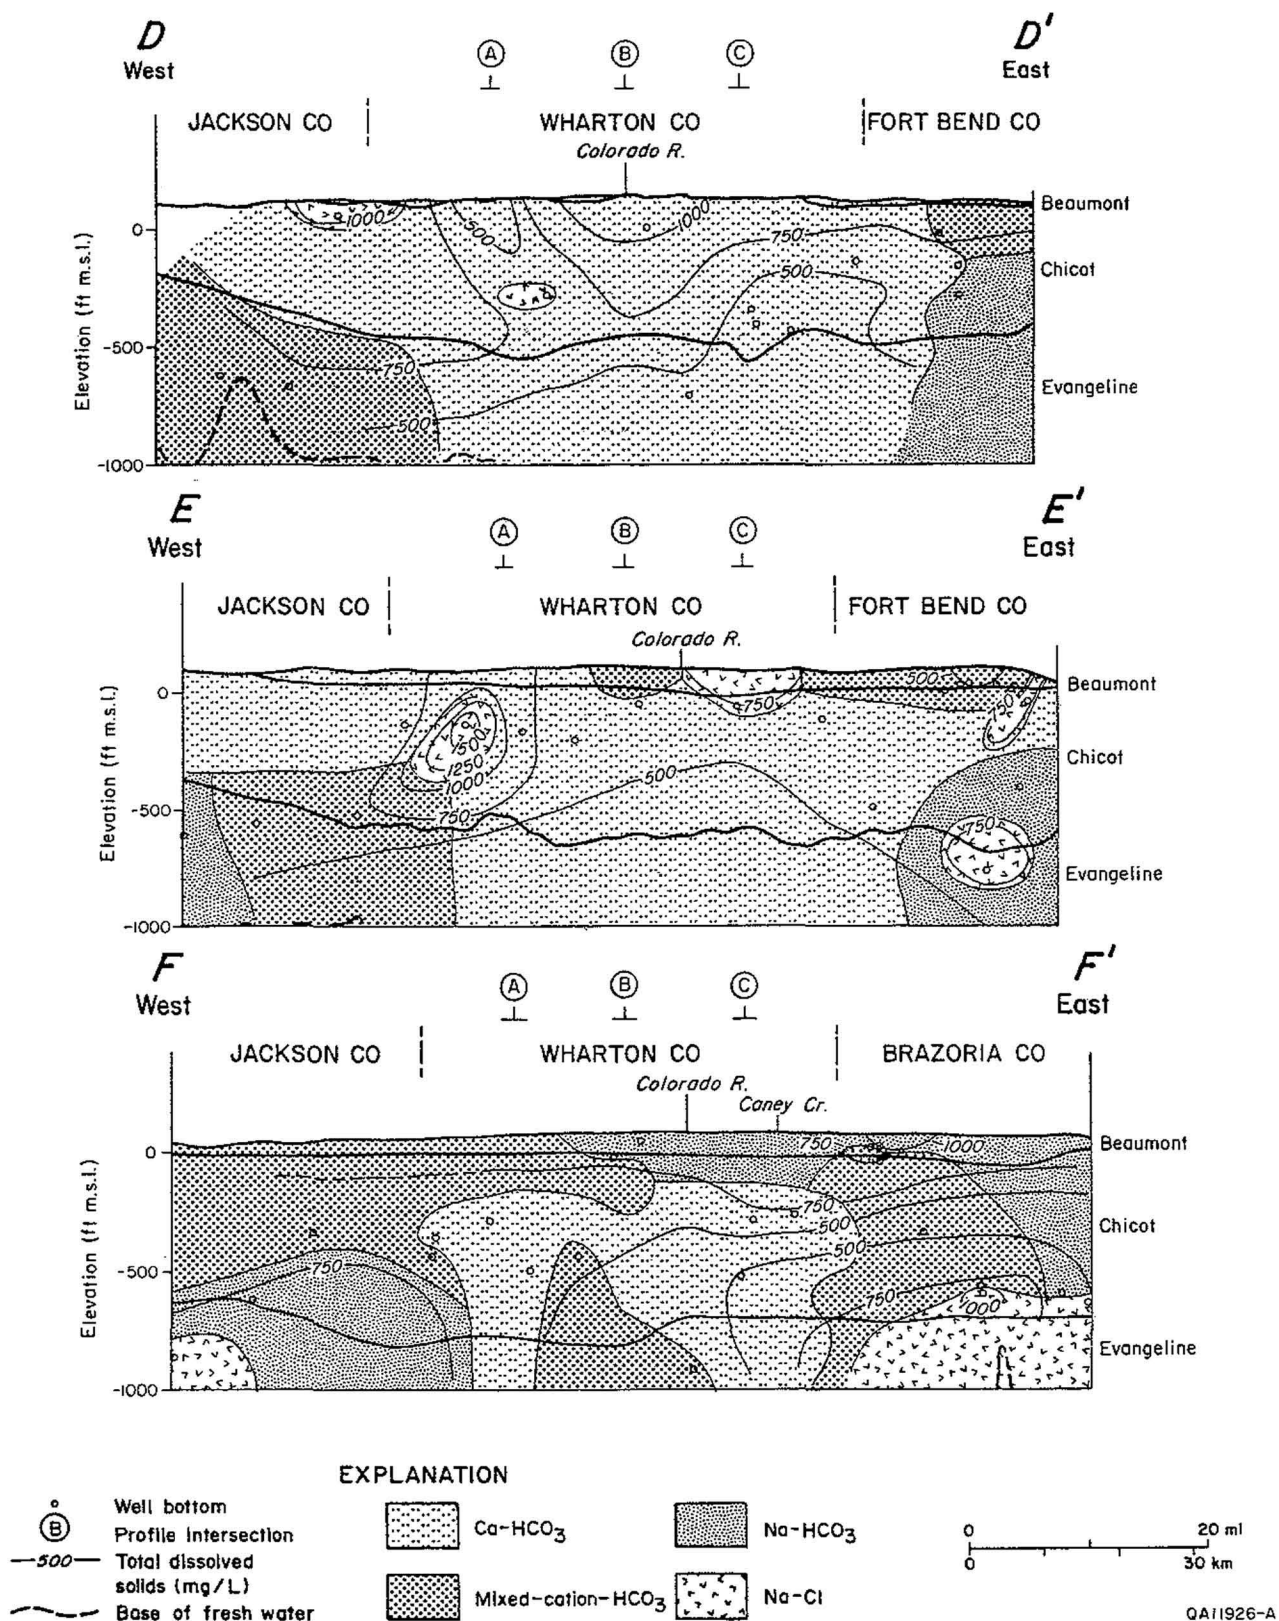 D
D'
West
East
A
B
C
JACKSON CO
WHARTON CO
FORT BEND CO
Colorado R.
Elevation (ft m.s.l.)
0
-500
-1000
1000
500
1000
750
500
750
500
Beaumont
Chicot
Evangeline
E
E'
West
East
A
B
C
JACKSON CO
WHARTON CO
FORT BEND CO
Colorado R.
Elevation (ft m.s.l.)
0
-500
-1000
1500
1250
1000
750
750
500
500
750
750
Beaumont
Chicot
Evangeline
F
F'
West
East
A
B
C
JACKSON CO
WHARTON CO
BRAZORIA CO
Colorado R.
Caney Cr.
Elevation (ft m.s.l.)
0
-500
-1000
750
1000
750
500
500
750
750
1000
Beaumont
Chicot
Evangeline
EXPLANATION
Well bottom
B Profile intersection
500 Total dissolved
solids (mg/L)
Base of fresh water
Ca-HCO3
Mixed-cation-HCO3
Na-HCO3
Na-Cl
0 20 mi
0 30 km
QA11926-A